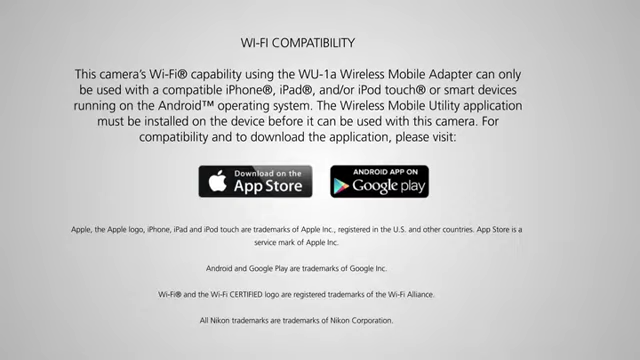 WI-FI COMPATIBILITY
This camera's Wi-Fi® capability using the WU-1a Wireless Mobile Adapter can only
be used with a compatible iPhone®, iPad®, and/or iPod touch® or smart devices
running on the Android™ operating system. The Wireless Mobile Utility application
must be installed on the device before it can be used with this camera. For
compatibility and to download the application, please visit:
Download on the
App Store
ANDROID APP ON
Google play
Apple, the Apple logo, iPhone, iPad and iPod touch are trademarks of Apple Inc., registered in the U.S. and other countries. App Store is a
service mark of Apple Inc.
Android and Google Play are trademarks of Google Inc.
Wi-Fi® and the Wi-Fi CERTIFIED logo are registered trademarks of the Wi-Fi Alliance.
All Nikon trademarks are trademarks of Nikon Corporation.